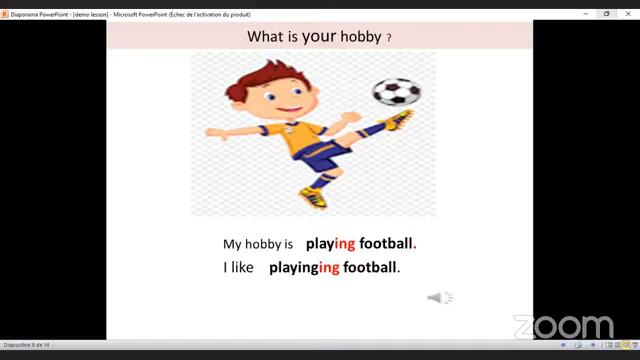 Diaporama PowerPoint - [demo lesson] - Microsoft PowerPoint (Échec de l'activation du produit)
What is your hobby ?
My hobby is playing football.
I like playinging football.
zoom
Diapositive 8 de 14